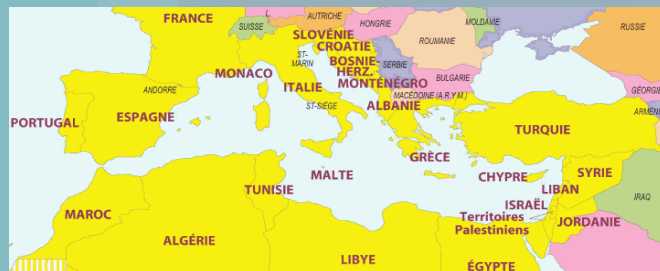 FRANCE
L.
AUTRICHE
SUISSE
HONGRIE
MOLDAVIE
RUSSIE
ROUMANIE
SLOVÉNIE
CROATIE
ST-
MARIN
BOSNIE
HERZ.
SERBIE
MONACO
ITALIE
MONTÉNÉGRO
BULGARIE
ANDORRE
MACÉDOINE (A.R.Y.M.)
GÉORGIE
ST-SIÈGE
ALBANIE
ARMÉNI
PORTUGAL
ESPAGNE
TURQUIE
GRÈCE
MALTE
CHYPRE
SYRIE
TUNISIE
LIBAN
IRAQ
ISRAËL
MAROC
Territoires
Palestiniens
JORDANIE
ALGÉRIE
LIBYE
ÉGYPTE